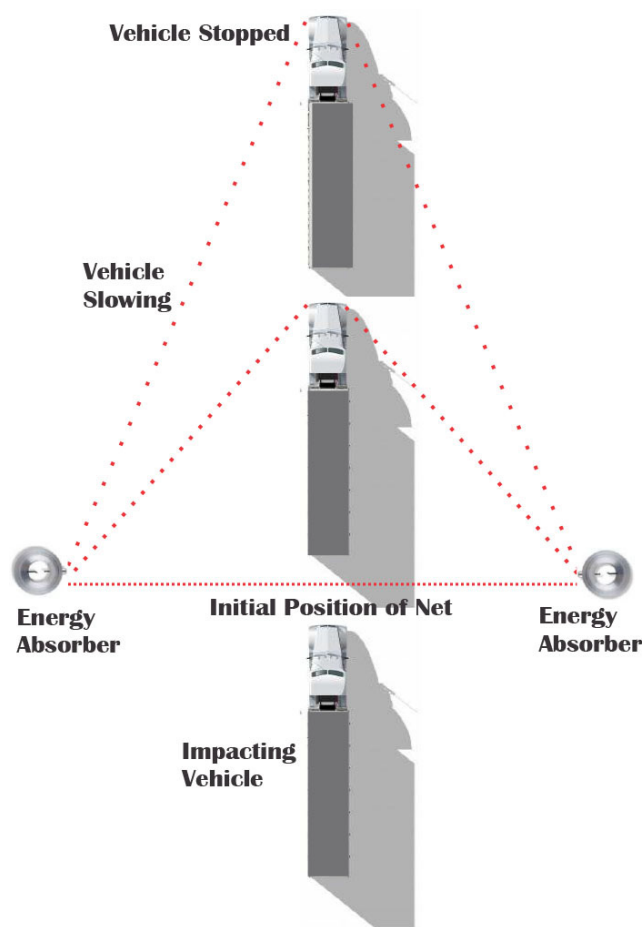 Vehicle Stopped
Vehicle
Slowing
Initial Position of Net
Energy
Absorber
Energy
Absorber
Impacting
Vehicle